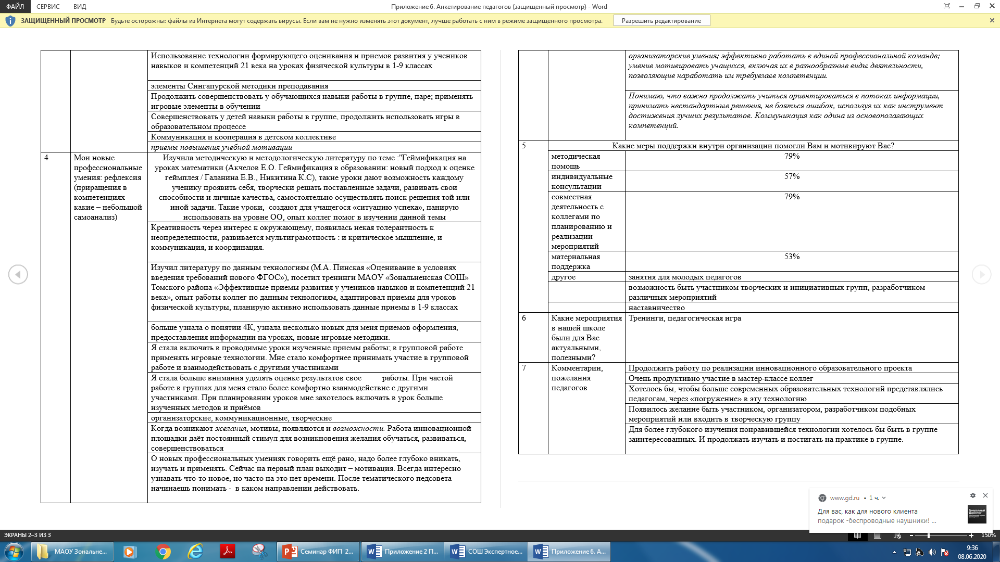 ФАЙЛ СЕРВИС ВИД
Приложение 6. Анкетирование педагогов (защищенный просмотр) - Word
ЗАЩИЩЕННЫЙ ПРОСМОТР Будьте осторожны: файлы из Интернета могут содержать вирусы. Если вам не нужно изменять этот документ, лучше работать с ним в режиме защищенного просмотра. Разрешить редактирование
Использование технологии формирующего оценивания и приемов развития у учеников
навыков и компетенций 21 века на уроках физической культуры в 1-9 классах
элементы Сингапурской методики преподавания
Продолжить совершенствовать у обучающихся навыки работы в группе, паре; применять
игровые элементы в обучении
Совершенствовать у детей навыки работы в группе, продолжить использовать игры в
образовательном процессе
Коммуникация и кооперация в детском коллективе
приемы повышения учебной мотивации
4
Мои новые
профессиональные
умения: рефлексия
(приращения в
компетенциях
какие – небольшой
самоанализ)
Изучила методическую и методологическую литературу по теме :"Геймификация на
уроках математики (Акчелов Е.О. Геймификация в образовании: новый подход к оценке
геймплея / Галанина Е.В., Никитина К.С), такие уроки дают возможность каждому
ученику проявить себя, творчески решать поставленные задачи, развивать свои
способности и личные качества, самостоятельно осуществлять поиск решения той или
иной задачи. Такие уроки, создают для учащегося «ситуацию успеха», панирую
использовать на уровне ОО, опыт коллег помог в изучении данной темы
Креативность через интерес к окружающему, появилась некая толерантность к
неопределенности, развивается мультиграмотность : и критическое мышление, и
коммуникация, и координация.
Изучил литературу по данным технологиям (М.А. Пинская «Оценивание в условиях
введения требований нового ФГОС»), посетил тренинги МАОУ «Зональненская СОШ»
Томского района «Эффективные приемы развития у учеников навыков и компетенций 21
века», опыт работы коллег по данным технологиям, адаптировал приемы для уроков
физической культуры, планирую активно использовать данные приемы в 1-9 классах
больше узнала о понятии 4К, узнала несколько новых для меня приемов оформления,
предоставления информации на уроках, новые игровые методики.
Я стала включать в проводимые уроки изученные приемы работы; в групповой работе
применять игровые технологии. Мне стало комфортнее принимать участие в групповой
работе и взаимодействовать с другими участниками
Я стала больше внимания уделять оценке результатов свое работы. При частой
работе в группах для меня стало более комфортно взаимодействие с другими
участниками. При планировании уроков мне захотелось включать в урок больше
изученных методов и приёмов
организаторские, коммуникационные, творческие
Когда возникают желания, мотивы, появляются и возможности. Работа инновационной
площадки даёт постоянный стимул для возникновения желания обучаться, развиваться,
совершенствоваться
О новых профессиональных умениях говорить ещё рано, надо более глубоко вникать,
изучать и применять. Сейчас на первый план выходит – мотивация. Всегда интересно
узнавать что-то новое, но часто на это нет времени. После тематического педсовета
начинаешь понимать - в каком направлении действовать.
организаторские умения; эффективно работать в единой профессиональной команде;
умение мотивировать учащихся, включая их в разнообразные виды деятельности,
позволяющие наработать им требуемые компетенции.
Понимаю, что важно продолжать учиться ориентироваться в потоках информации,
принимать нестандартные решения, не бояться ошибок, используя их как инструмент
достижения лучших результатов. Коммуникация как одина из основополагающих
компетенций.
5
Какие меры поддержки внутри организации помогли Вам и мотивируют Вас?
методическая
помощь
79%
индивидуальные
консультации
57%
совместная
деятельность с
коллегами по
планированию и
реализации
мероприятий
79%
материальная
поддержка
53%
другое
занятия для молодых педагогов
возможность быть участником творческих и инициативных групп, разработчиком
различных мероприятий
наставничество
6
Какие мероприятия
в нашей школе
были для Вас
актуальными,
полезными?
Тренинги, педагогическая игра
7
Комментарии,
пожелания
педагогов
Продолжить работу по реализации инновационного образовательного проекта
Очень продуктивно участие в мастер-классе коллег
Хотелось бы, чтобы больше современных образовательных технологий представлялись
педагогам, через «погружение» в эту технологию
Появилось желание быть участником, организатором, разработчиком подобных
мероприятий или входить в творческую группу
Для более глубокого изучения понравившейся технологии хотелось бы быть в группе
заинтересованных. И продолжать изучать и постигать на практике в группе.
www.gd.ru • 1 ч.
Для вас, как для нового клиента
подарок -беспроводные наушники! ...
Генеральный
Директор
ЭКРАНЫ 2–3 ИЗ 3
150%
МАОУ Зональне...
Семинар ФИП 2...
Приложение 2 П...
СОШ Экспертное...
Приложение 6. А...
9:36
08.06.2020